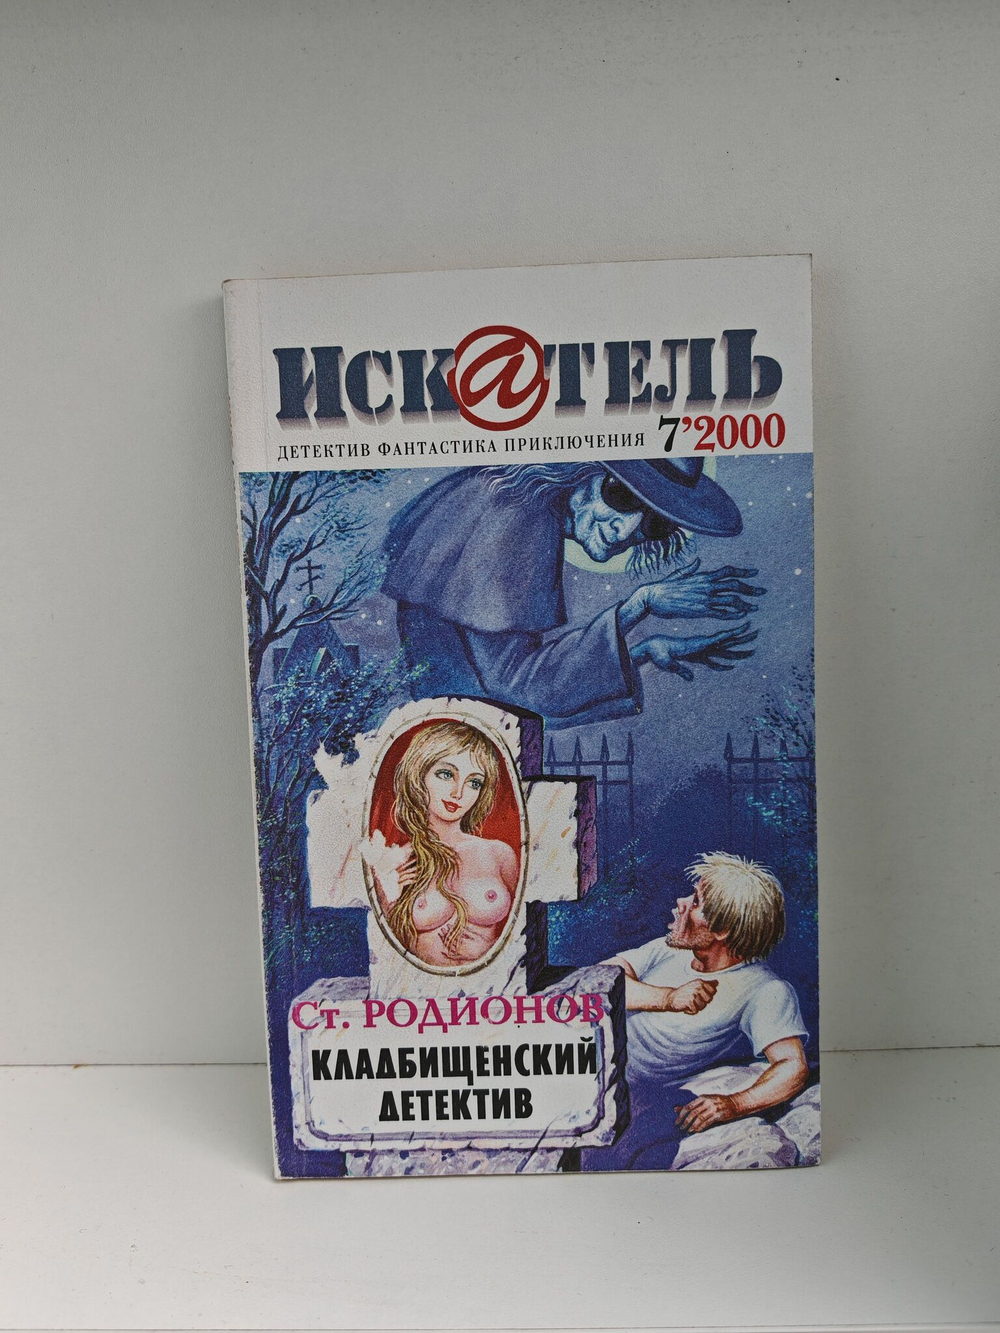 ИСК@ТЕЛЬ
ДЕТЕКТИВ ФАНТАСТИКА ПРИКЛЮЧЕНИЯ 7'2000
Ст. РОДИОНОВ
КЛАДБИЩЕНСКИЙ
ДЕТЕКТИВ